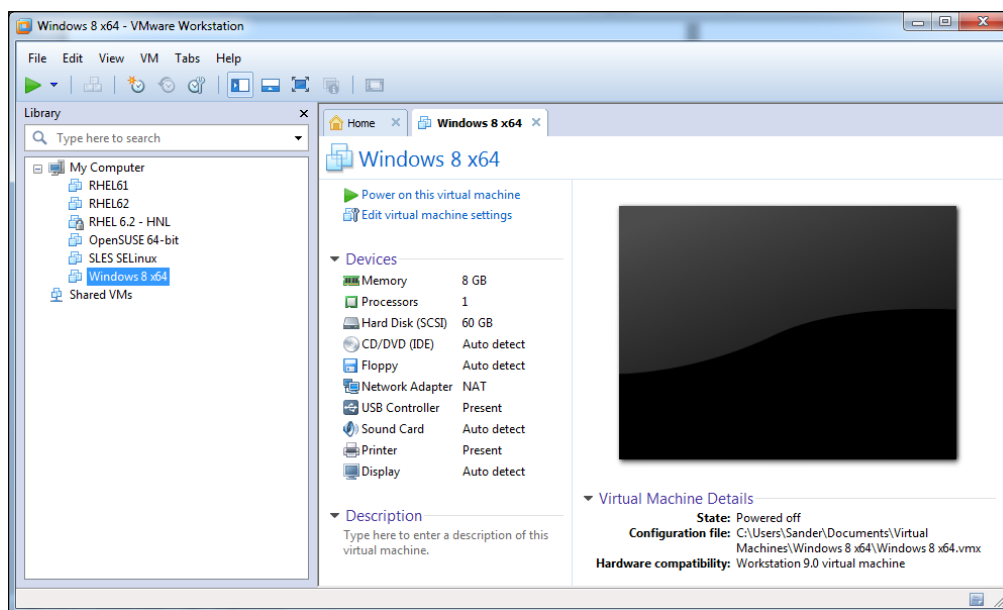 Windows 8 x64 - VMware Workstation
File Edit View VM Tabs Help
Library
Type here to search
My Computer
RHEL61
RHEL62
RHEL 6.2 - HNL
OpenSUSE 64-bit
SLES SELinux
Windows 8 x64
Shared VMs
Home
Windows 8 x64
Windows 8 x64
Power on this virtual machine
Edit virtual machine settings
Devices
Memory 8 GB
Processors 1
Hard Disk (SCSI) 60 GB
CD/DVD (IDE) Auto detect
Floppy Auto detect
Network Adapter NAT
USB Controller Present
Sound Card Auto detect
Printer Present
Display Auto detect
Description
Type here to enter a description of this
virtual machine.
Virtual Machine Details
State: Powered off
Configuration file: C:\Users\Sander\Documents\Virtual
Machines\Windows 8 x64\Windows 8 x64.vmx
Hardware compatibility: Workstation 9.0 virtual machine